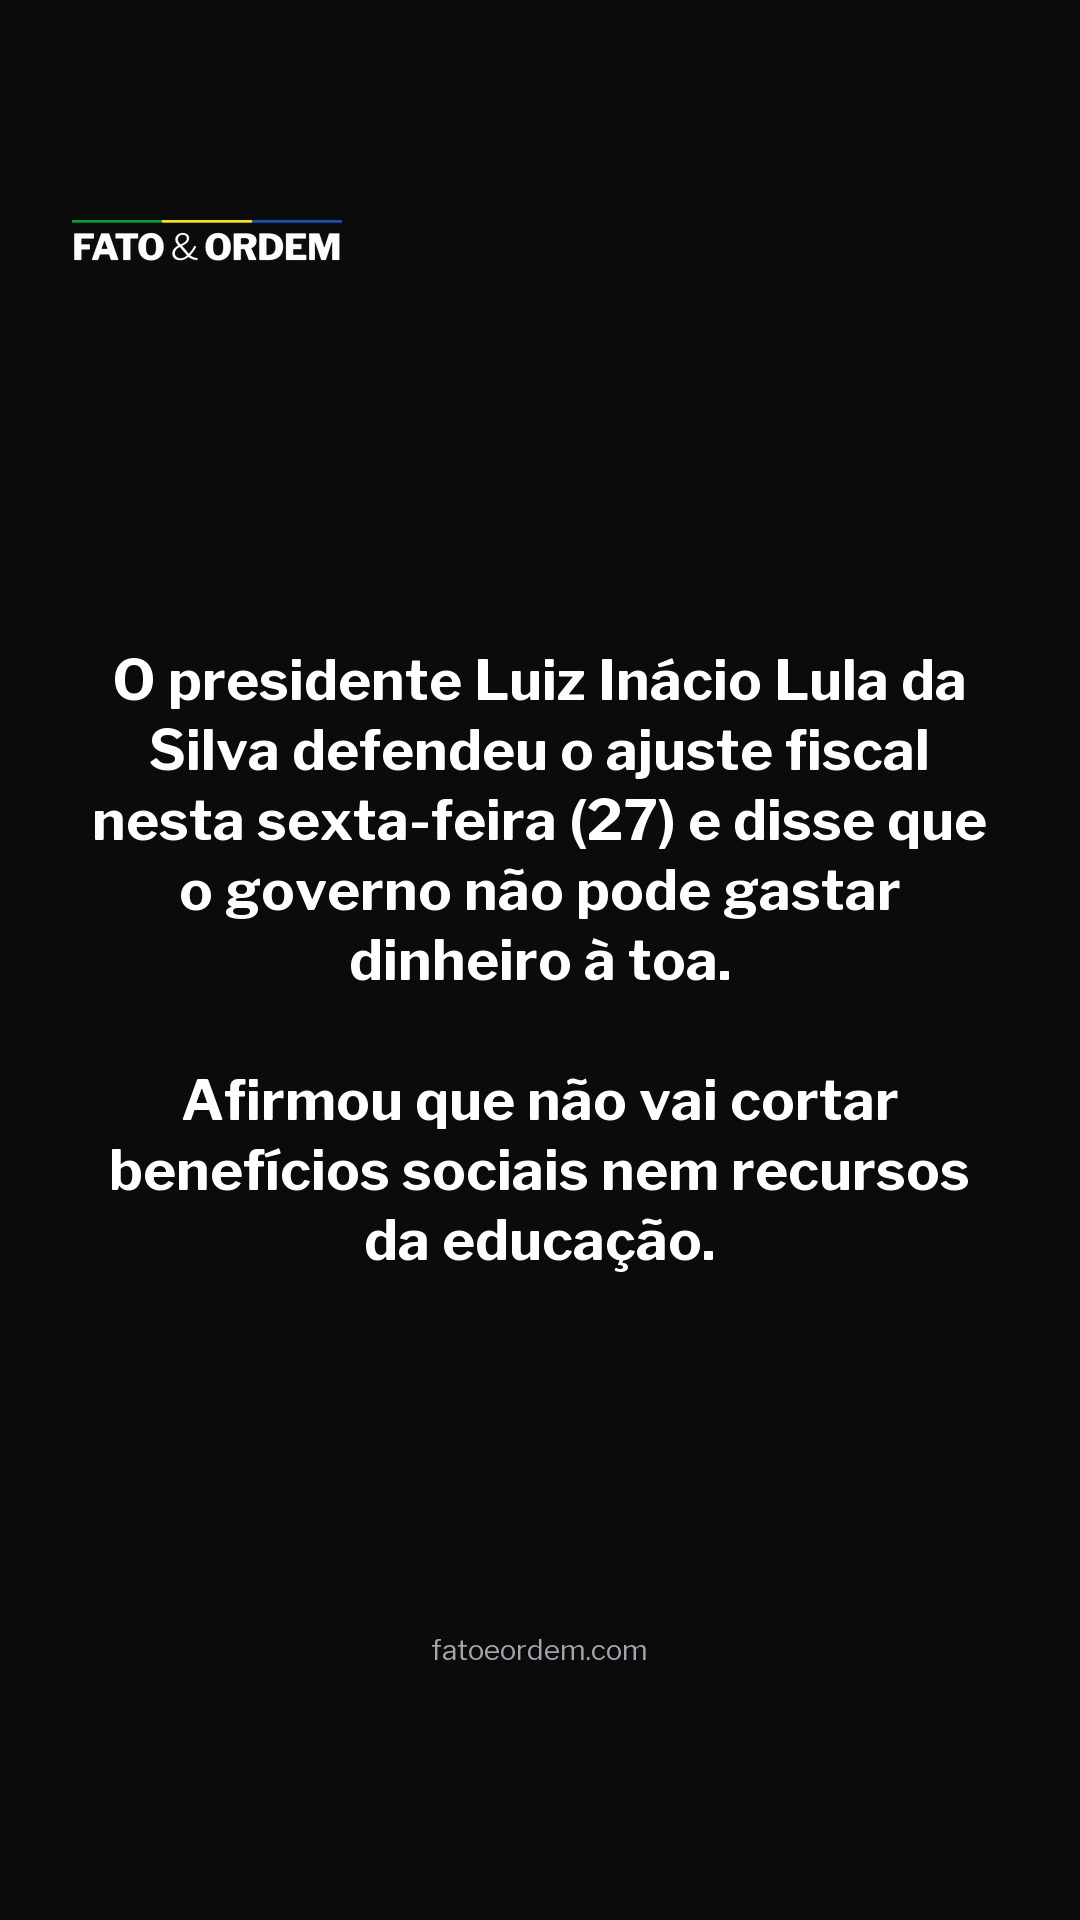 FATO & ORDEM
O presidente Luiz Inácio Lula da
Silva defendeu o ajuste fiscal
nesta sexta-feira (27) e disse que
o governo não pode gastar
dinheiro à toa.
Afirmou que não vai cortar
benefícios sociais nem recursos
da educação.
fatoeordem.com